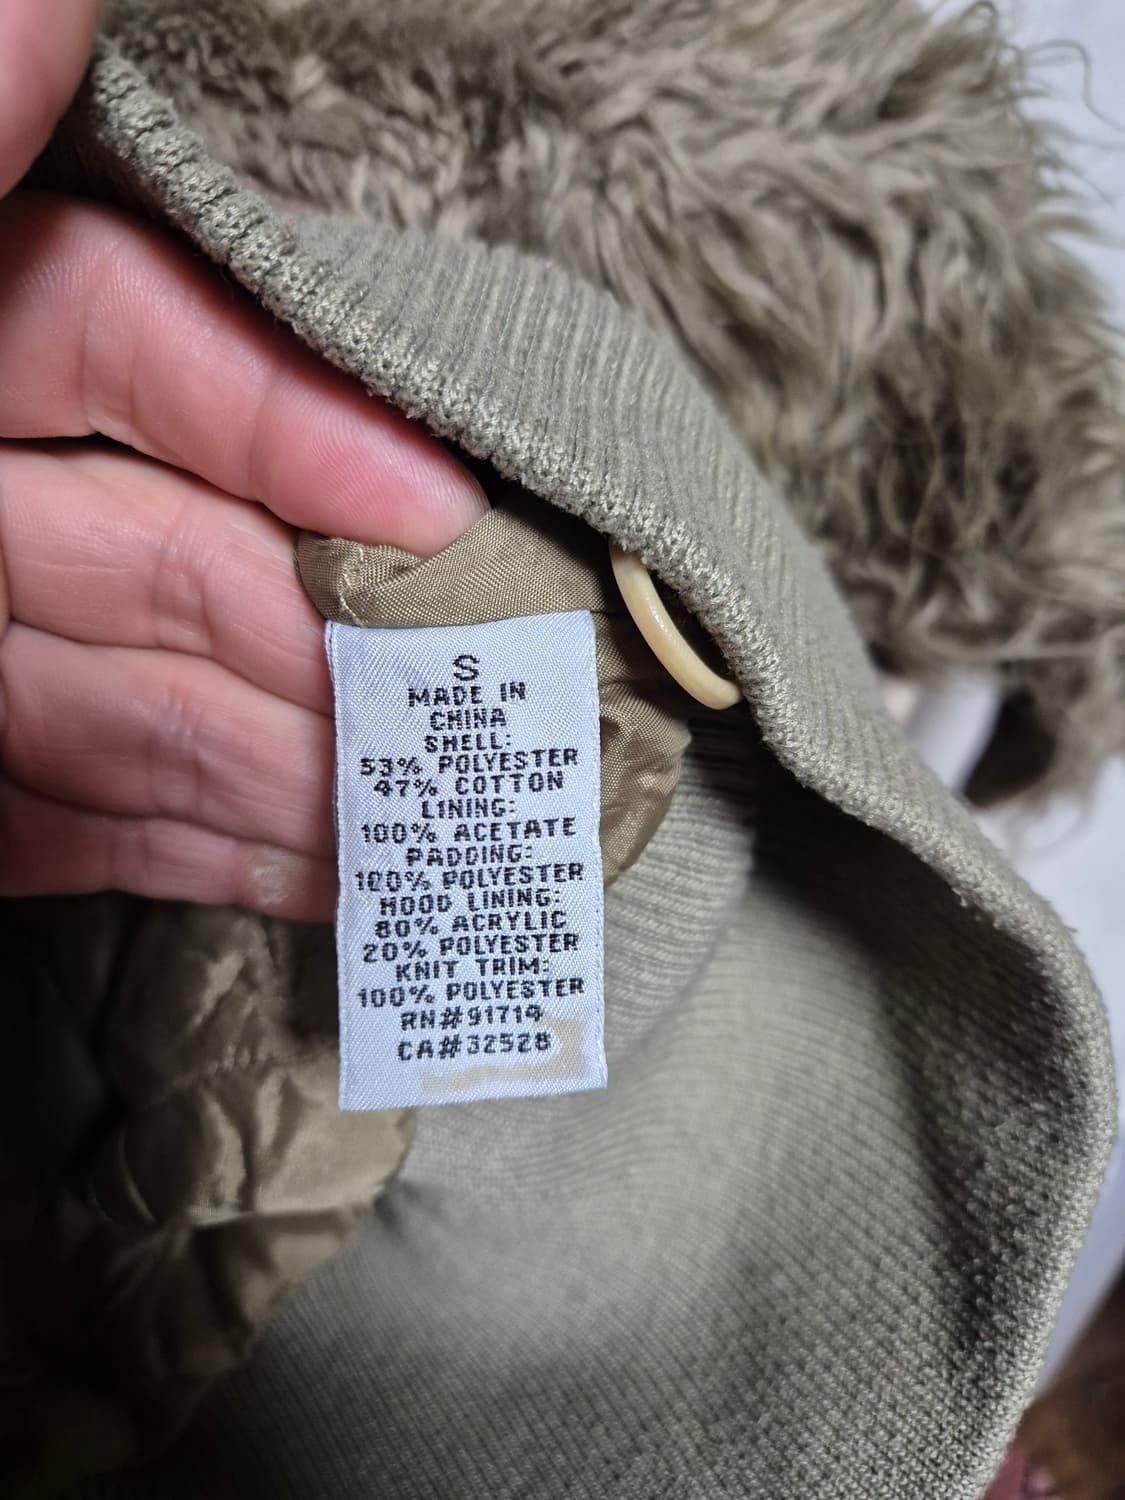 S
MADE IN
CHINA
SHELL:
53% POLYESTER
47% COTTON
LINING:
100% ACETATE
PADDING:
100% POLYESTER
HOOD LINING:
80% ACRYLIC
20% POLYESTER
KNIT TRIM:
100% POLYESTER
RN#91714
CA#32528